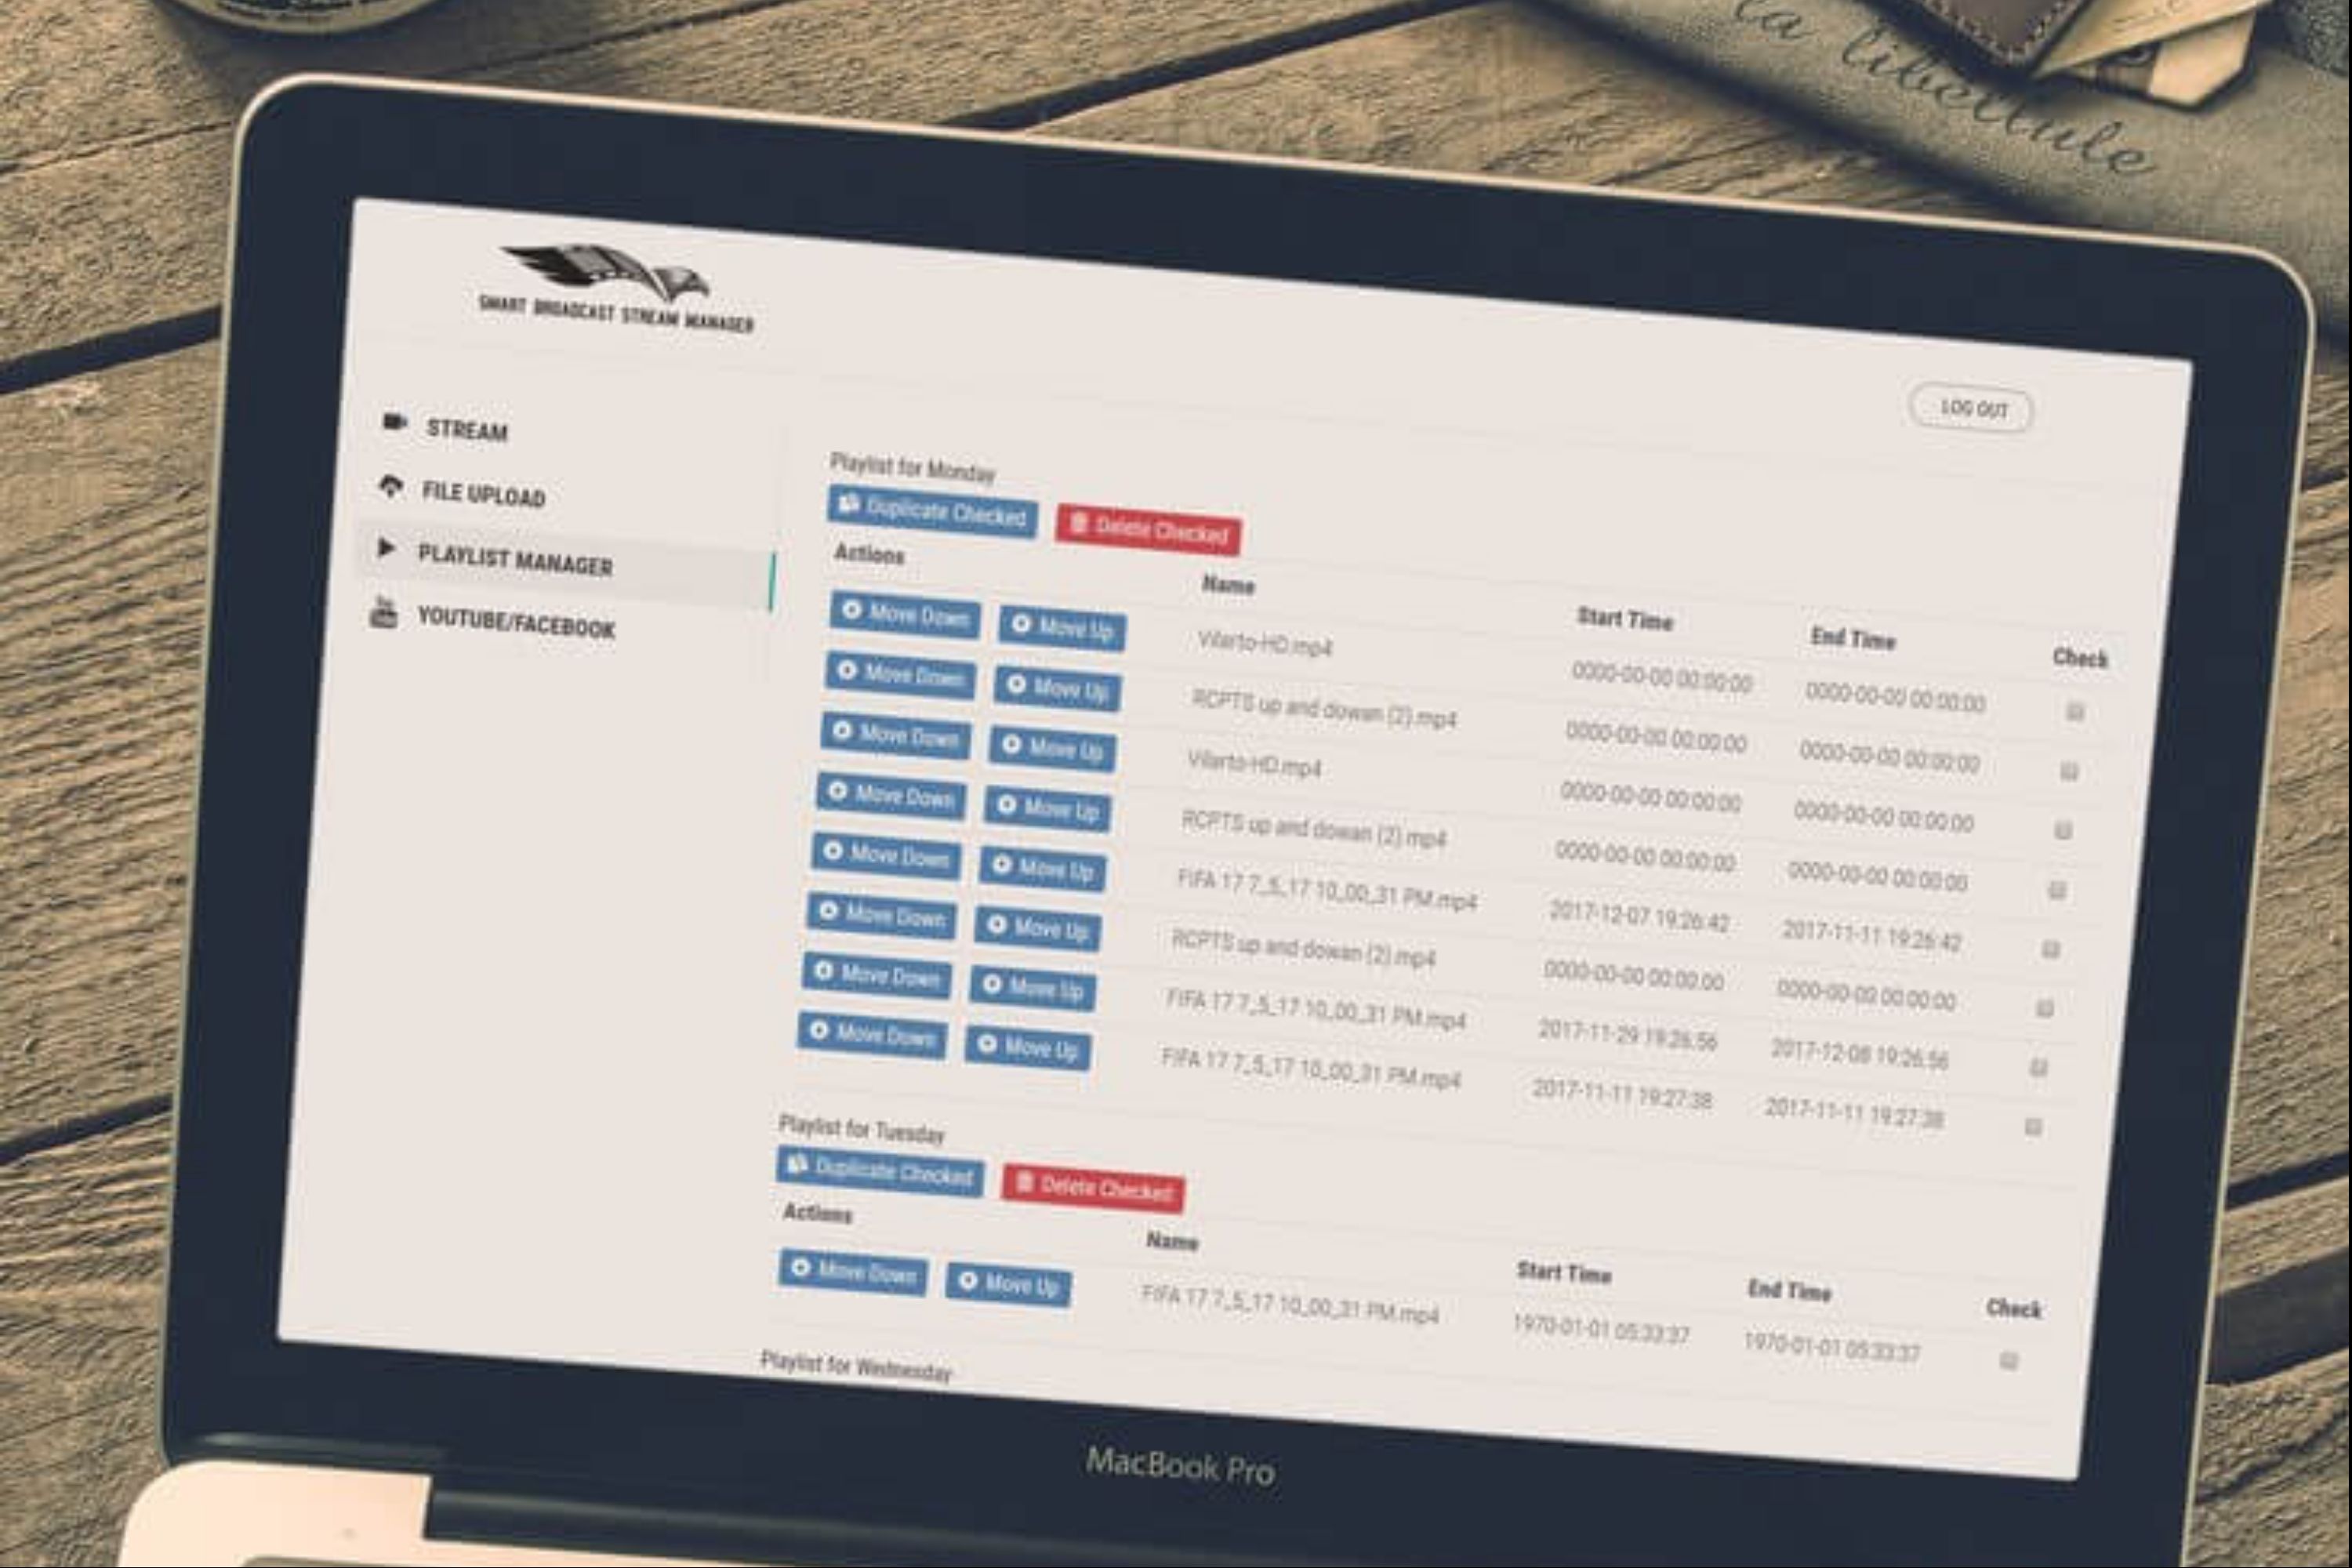 la libellule
SMART BROADCAST STREAM MANAGER
LOG OUT
STREAM
FILE UPLOAD
PLAYLIST MANAGER
YOUTUBE/FACEBOOK
Playlist for Monday
Duplicate Checked Delete Checked
Actions Name Start Time End Time Check
Move Down Move Up Vilarto-HD.mp4 0000-00-00 00:00:00 0000-00-00 00:00:00
Move Down Move Up RCPTS up and dowan (2).mp4 0000-00-00 00:00:00 0000-00-00 00:00:00
Move Down Move Up Vilarto-HD.mp4 0000-00-00 00:00:00 0000-00-00 00:00:00
Move Down Move Up RCPTS up and dowan (2).mp4 0000-00-00 00:00:00 0000-00-00 00:00:00
Move Down Move Up FIFA 17 7_5_17 10_00_31 PM.mp4 2017-12-07 19:26:42 2017-11-11 19:26:42
Move Down Move Up RCPTS up and dowan (2).mp4 0000-00-00 00:00:00 0000-00-00 00:00:00
Move Down Move Up FIFA 17 7_5_17 10_00_31 PM.mp4 2017-11-29 19:26:56 2017-12-08 19:26:56
Move Down Move Up FIFA 17 7_5_17 10_00_31 PM.mp4 2017-11-11 19:27:38 2017-11-11 19:27:38
Playlist for Tuesday
Duplicate Checked Delete Checked
Actions Name Start Time End Time Check
Move Down Move Up FIFA 17 7_5_17 10_00_31 PM.mp4 1970-01-01 05:33:37 1970-01-01 05:33:37
Playlist for Wednesday
MacBook Pro